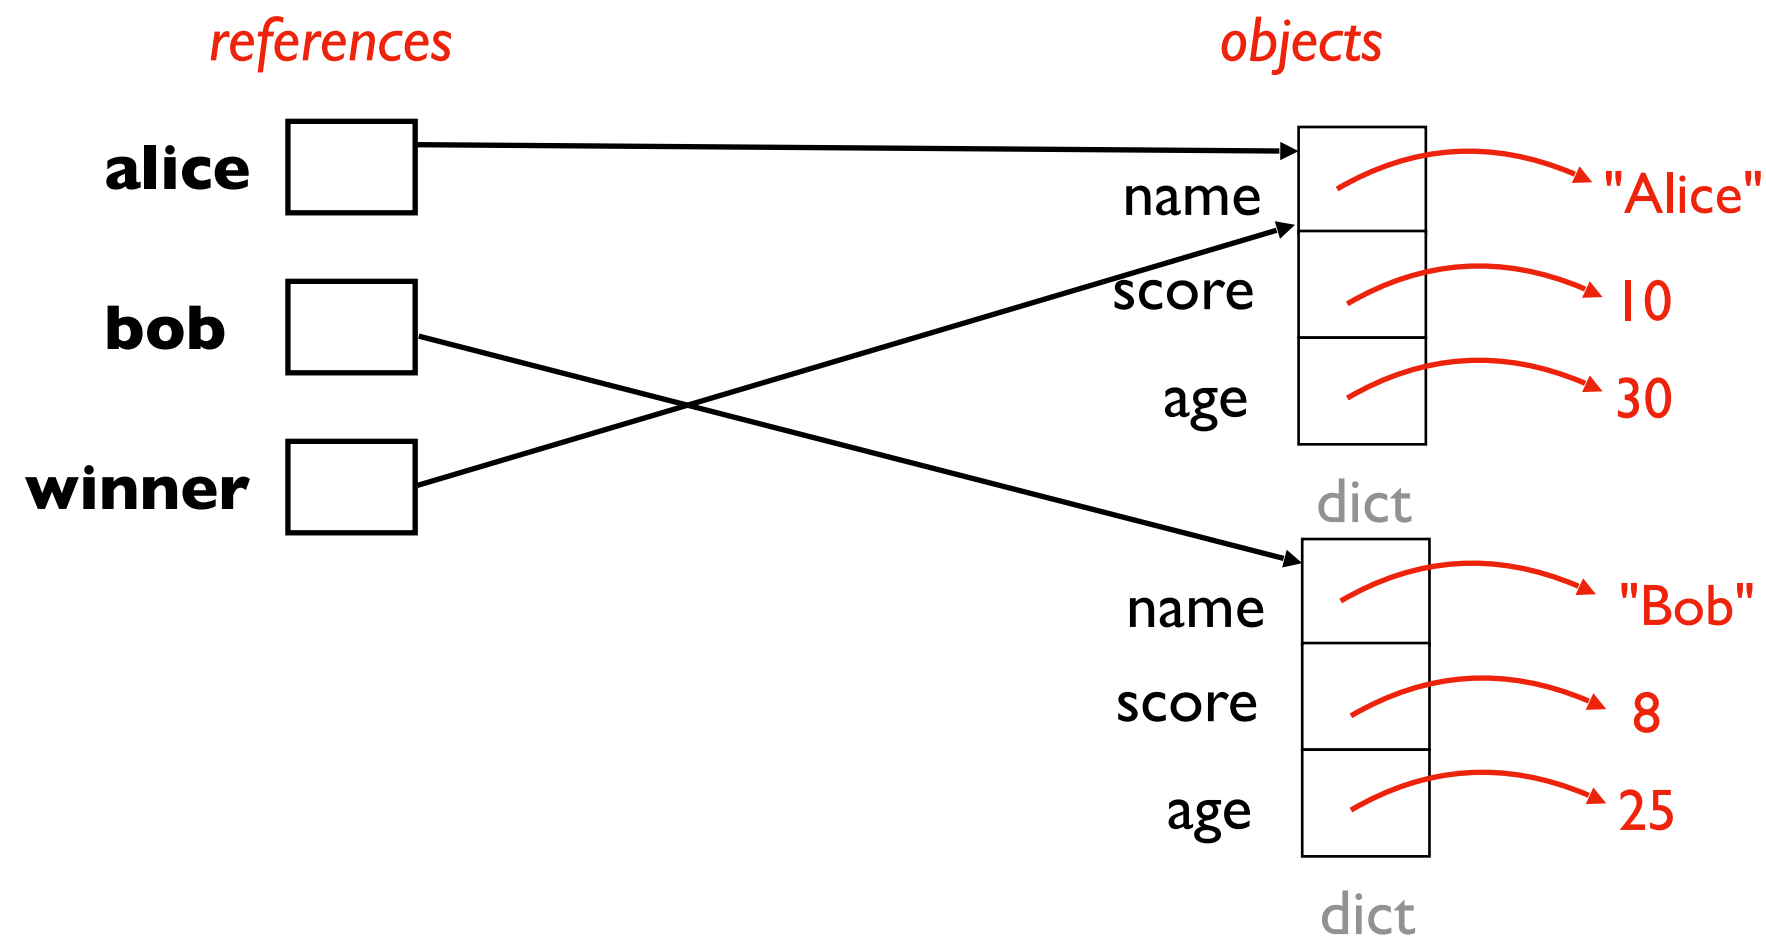 references
objects
alice
name
"Alice"
score
10
bob
age
30
winner
dict
name
"Bob"
score
8
age
25
dict